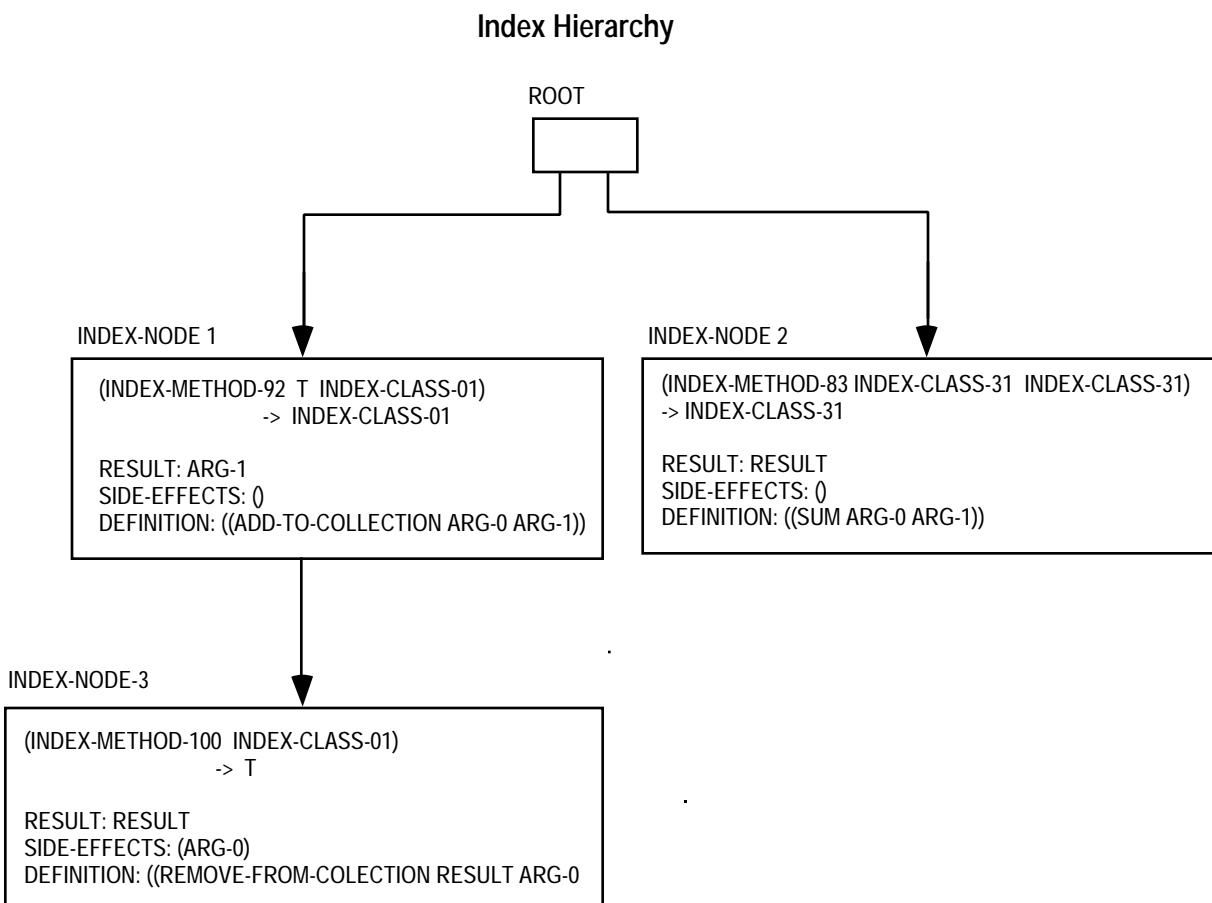 Index Hierarchy
ROOT
INDEX-NODE 1
(INDEX-METHOD-92 T INDEX-CLASS-01)
-> INDEX-CLASS-01
RESULT: ARG-1
SIDE-EFFECTS: ()
DEFINITION: ((ADD-TO-COLLECTION ARG-0 ARG-1))
INDEX-NODE 2
(INDEX-METHOD-83 INDEX-CLASS-31 INDEX-CLASS-31)
-> INDEX-CLASS-31
RESULT: RESULT
SIDE-EFFECTS: ()
DEFINITION: ((SUM ARG-0 ARG-1))
INDEX-NODE-3
(INDEX-METHOD-100 INDEX-CLASS-01)
-> T
RESULT: RESULT
SIDE-EFFECTS: (ARG-0)
DEFINITION: ((REMOVE-FROM-COLECTION RESULT ARG-0